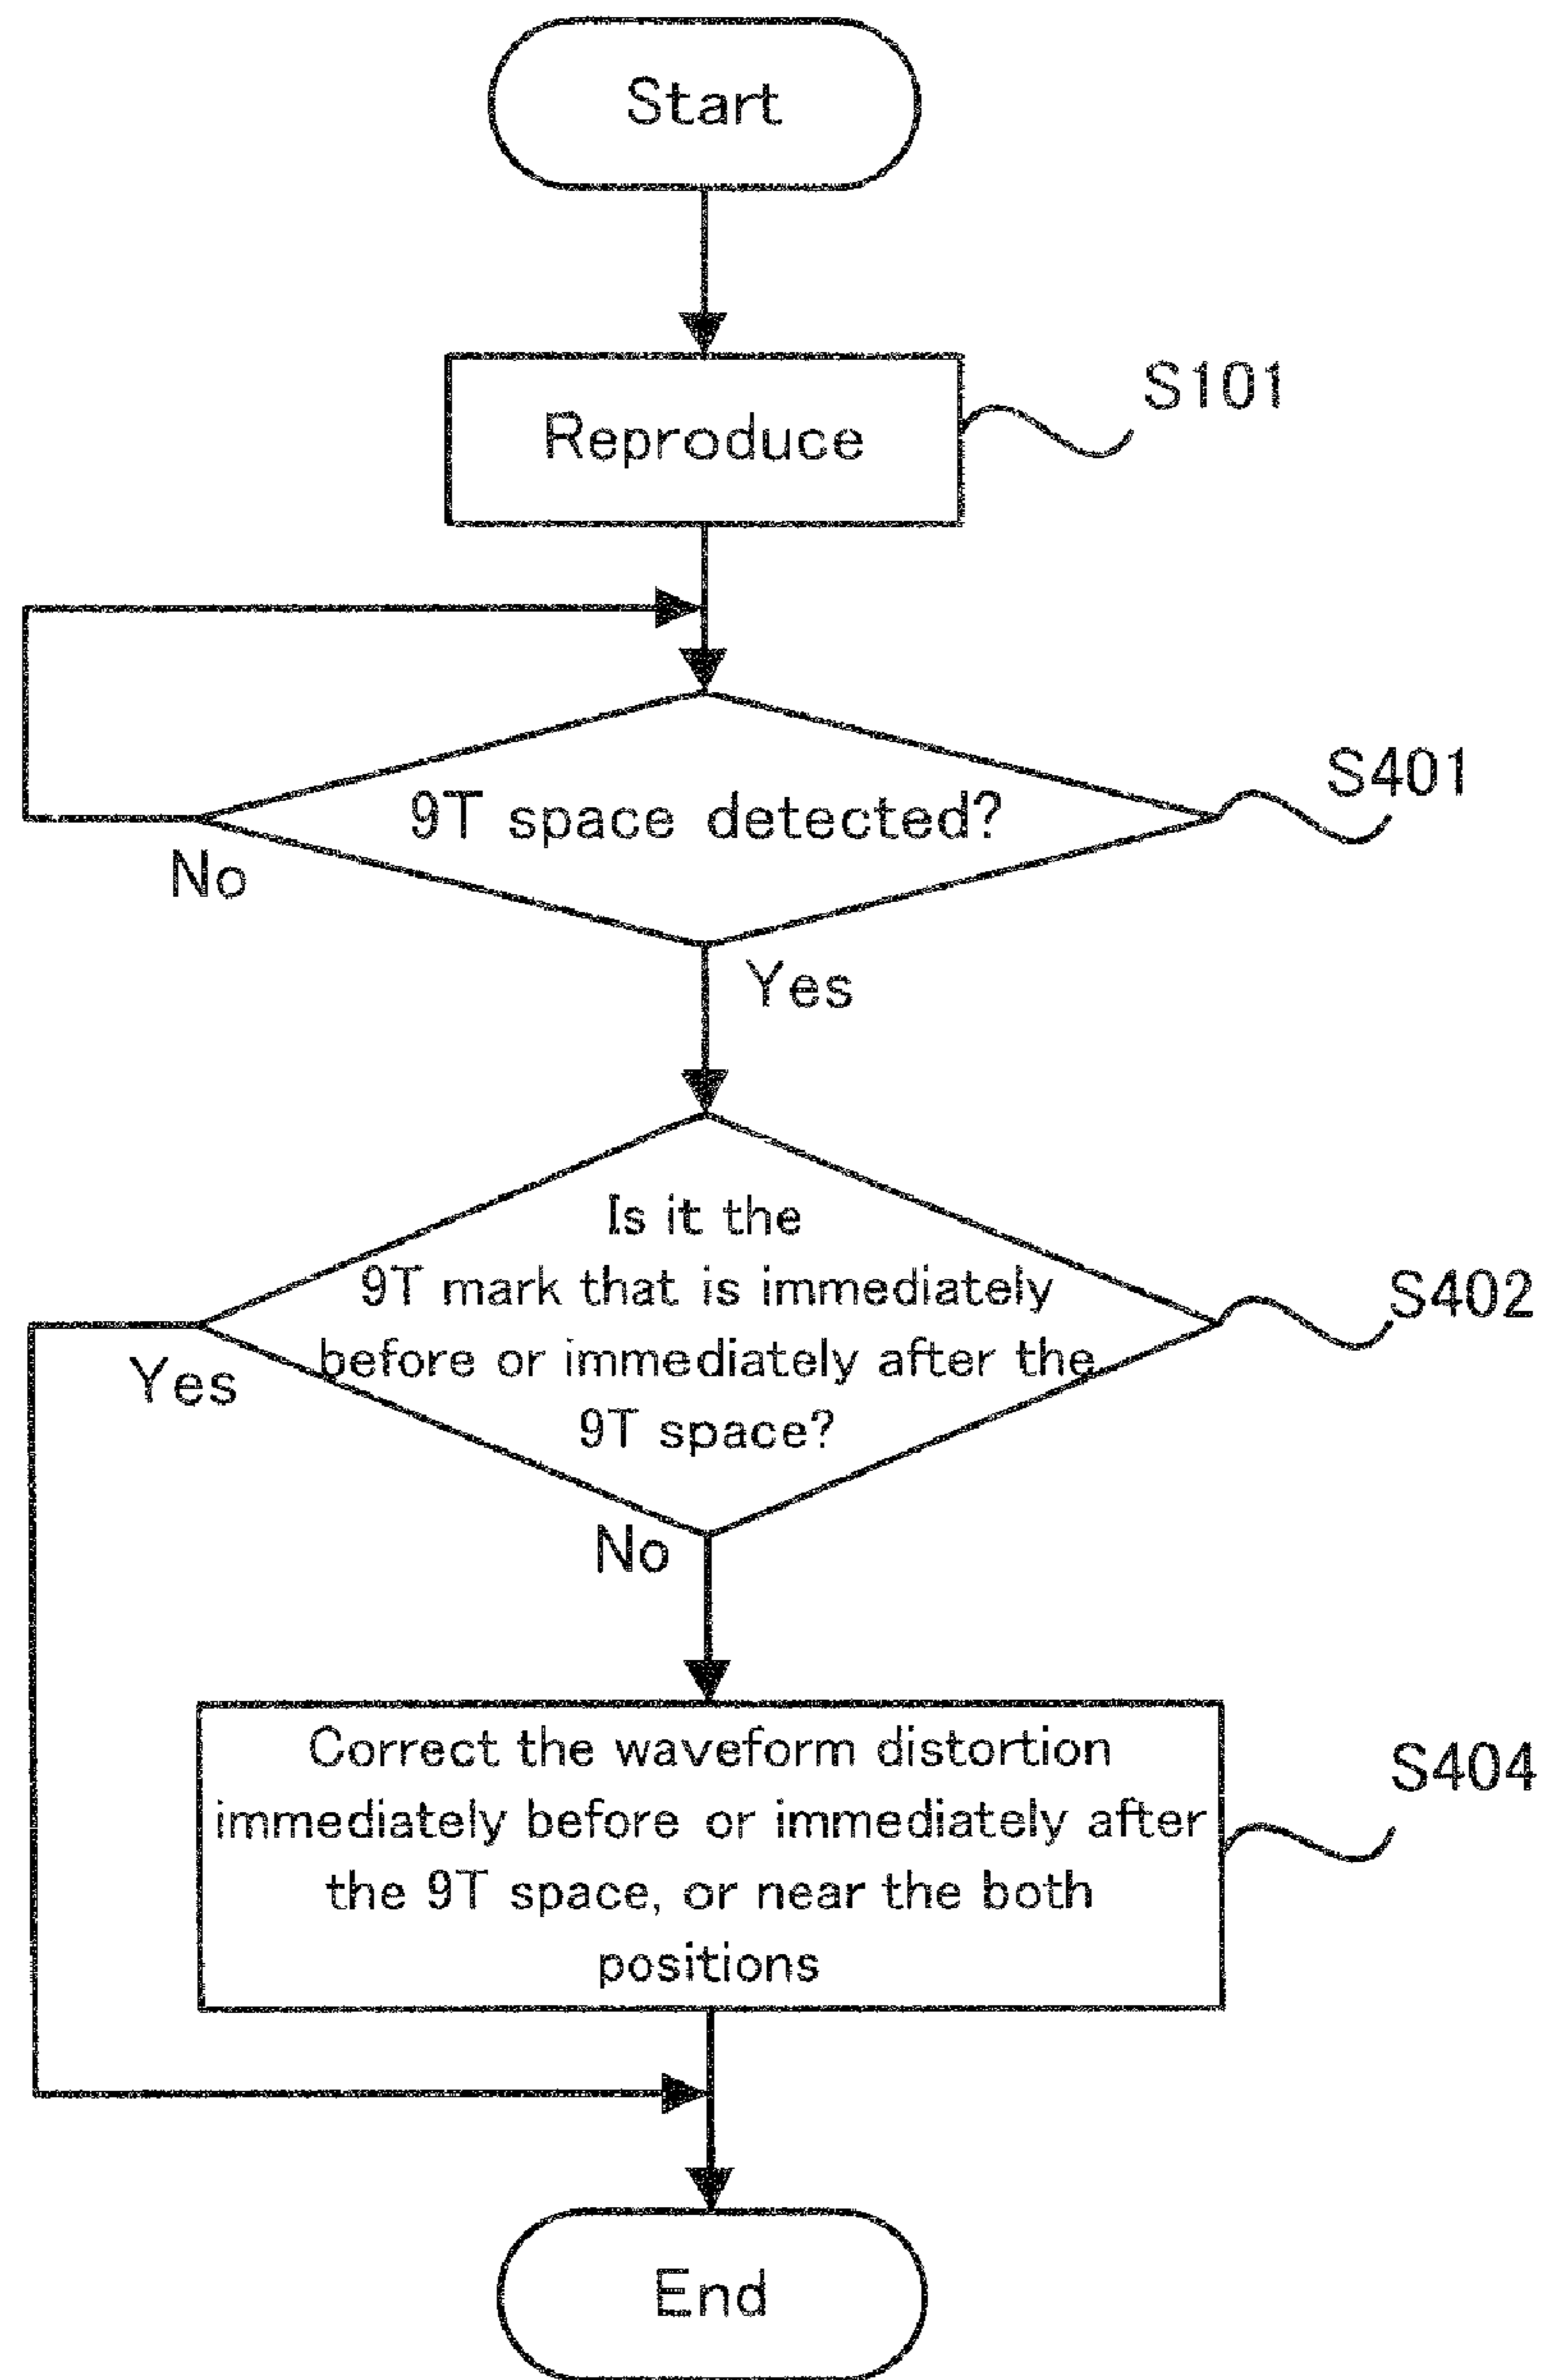 Start
Reproduce
S101
9T space detected?
S401
No
Yes
Is it the
9T mark that is immediately
before or immediately after the
9T space?
S402
Yes
No
Correct the waveform distortion
immediately before or immediately after
the 9T space, or near the both
positions
S404
End